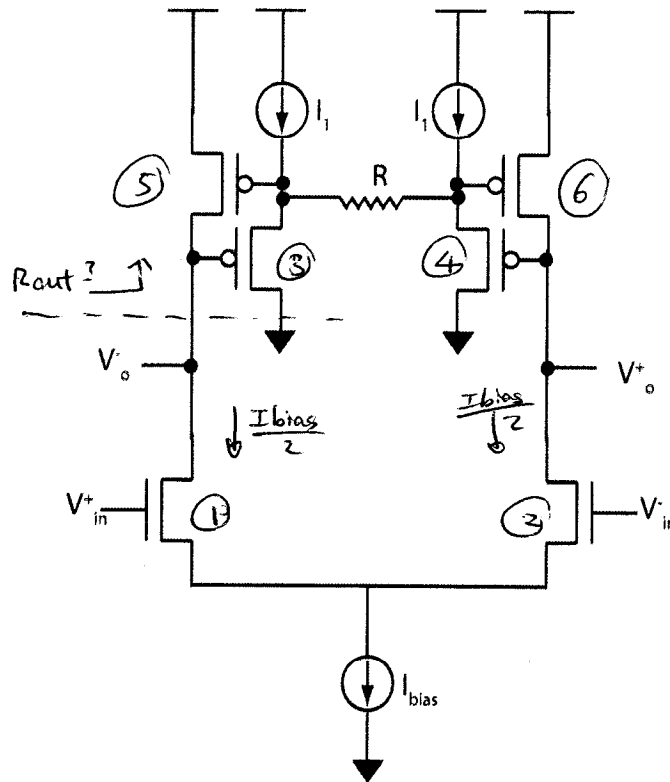 I1
I1
R
5
6
3
4
Rout?
V-o
V+o
Ibias/2
Ibias/2
V+in
1
2
V-in
Ibias